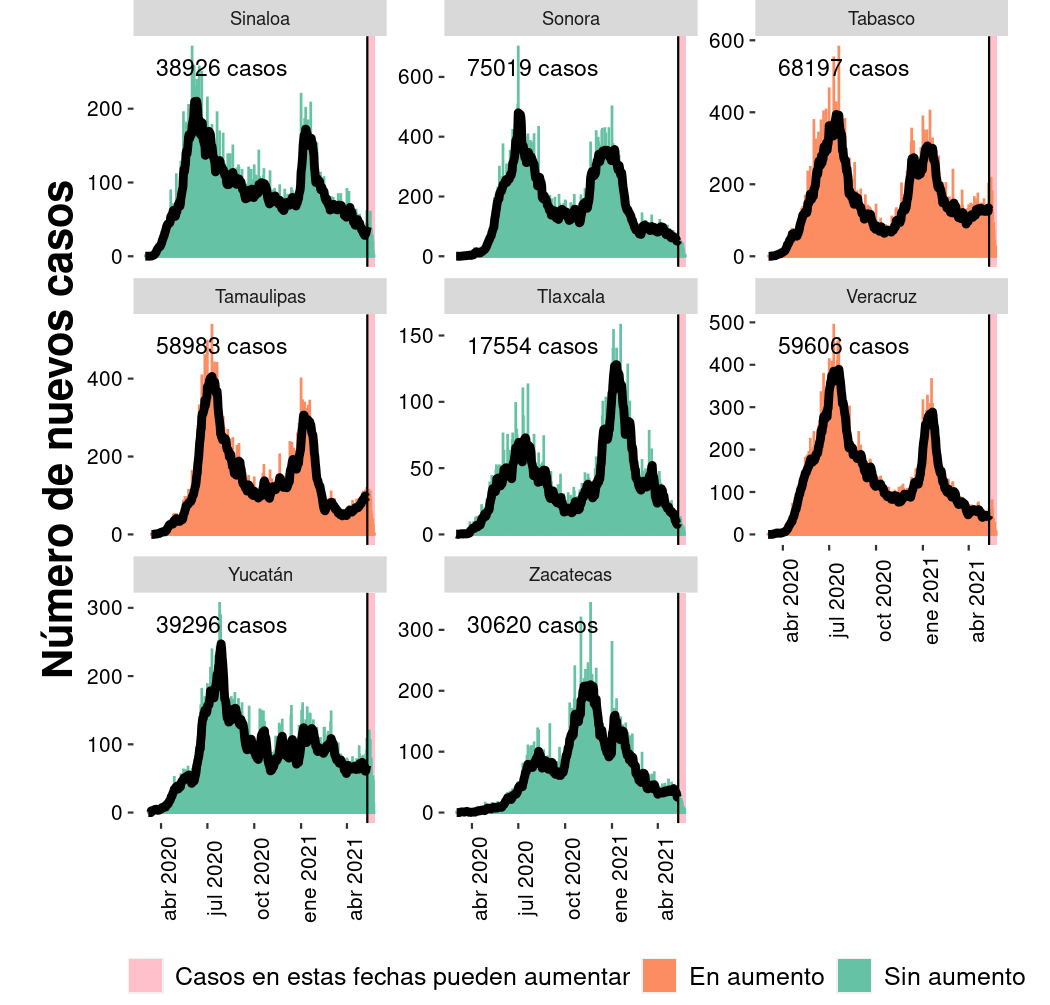 Número de nuevos casos
Sinaloa
38926 casos
200
100
0
Sonora
75019 casos
600
400
200
0
Tabasco
68197 casos
600
400
200
0
Tamaulipas
58983 casos
400
200
0
Tlaxcala
17554 casos
150
100
50
0
Veracruz
59606 casos
500
400
300
200
100
0
abr 2020
jul 2020
oct 2020
ene 2021
abr 2021
Yucatán
39296 casos
300
200
100
0
abr 2020
jul 2020
oct 2020
ene 2021
abr 2021
Zacatecas
30620 casos
300
200
100
0
abr 2020
jul 2020
oct 2020
ene 2021
abr 2021
Casos en estas fechas pueden aumentar
En aumento
Sin aumento